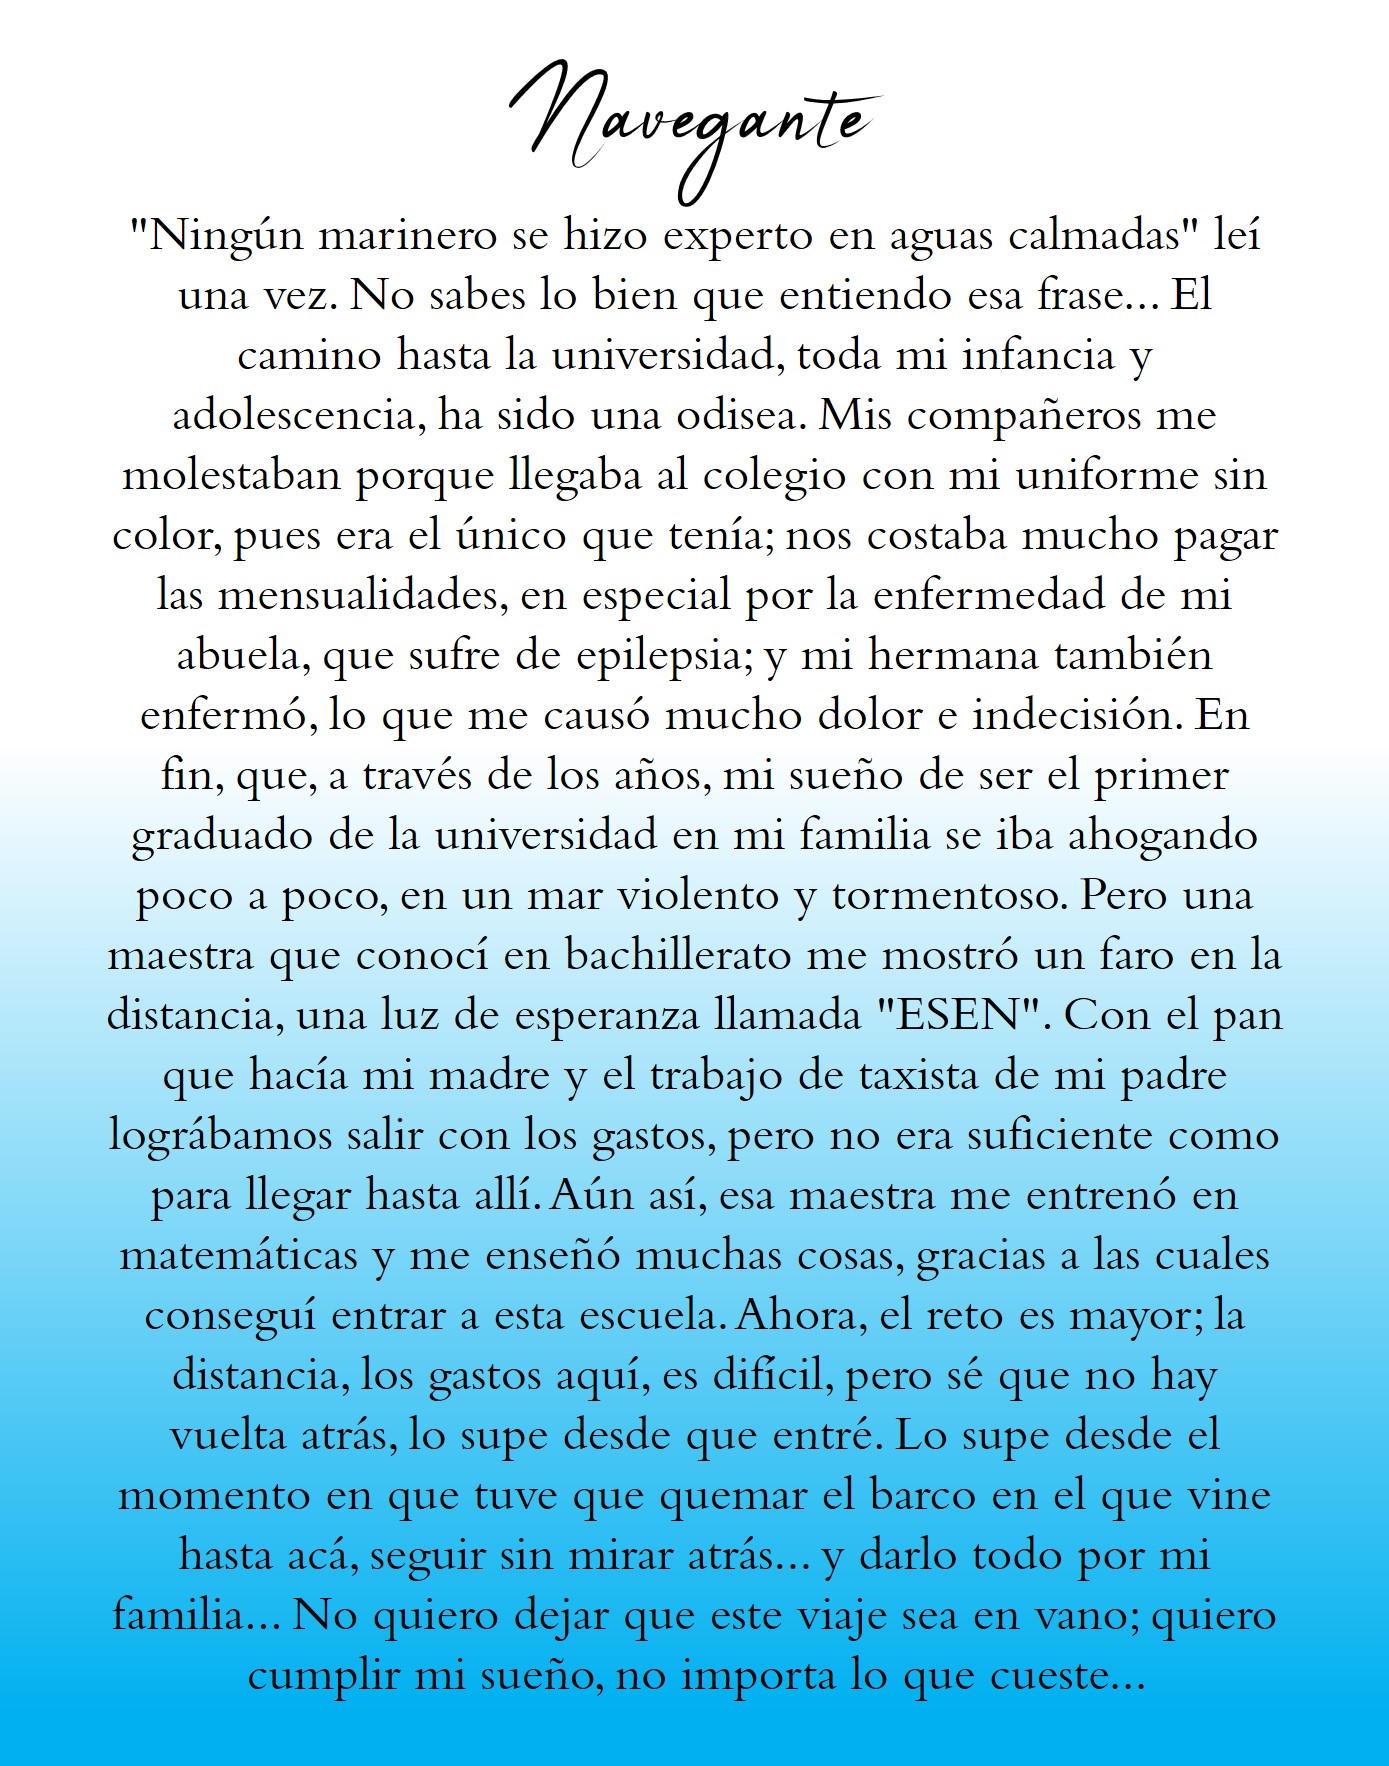 Navegante
"Ningún marinero se hizo experto en aguas calmadas" leí
una vez. No sabes lo bien que entiendo esa frase... El
camino hasta la universidad, toda mi infancia y
adolescencia, ha sido una odisea. Mis compañeros me
molestaban porque llegaba al colegio con mi uniforme sin
color, pues era el único que tenía; nos costaba mucho pagar
las mensualidades, en especial por la enfermedad de mi
abuela, que sufre de epilepsia; y mi hermana también
enfermó, lo que me causó mucho dolor e indecisión. En
fin, que, a través de los años, mi sueño de ser el primer
graduado de la universidad en mi familia se iba ahogando
poco a poco, en un mar violento y tormentoso. Pero una
maestra que conocí en bachillerato me mostró un faro en la
distancia, una luz de esperanza llamada "ESEN". Con el pan
que hacía mi madre y el trabajo de taxista de mi padre
lográbamos salir con los gastos, pero no era suficiente como
para llegar hasta allí. Aún así, esa maestra me entrenó en
matemáticas y me enseñó muchas cosas, gracias a las cuales
conseguí entrar a esta escuela. Ahora, el reto es mayor; la
distancia, los gastos aquí, es difícil, pero sé que no hay
vuelta atrás, lo supe desde que entré. Lo supe desde el
momento en que tuve que quemar el barco en el que vine
hasta acá, seguir sin mirar atrás... y darlo todo por mi
familia... No quiero dejar que este viaje sea en vano; quiero
cumplir mi sueño, no importa lo que cueste...